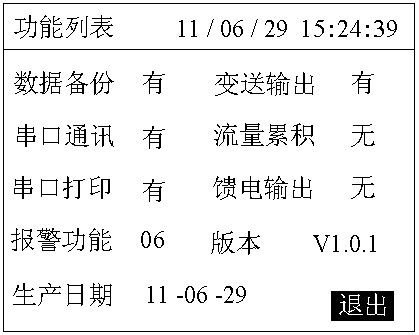 功能列表 11 / 06 / 29 15:24:39
数据备份 有 变送输出 有
串口通讯 有 流量累积 无
串口打印 有 馈电输出 无
报警功能 06 版本 V1.0.1
生产日期 11 -06 -29 退出